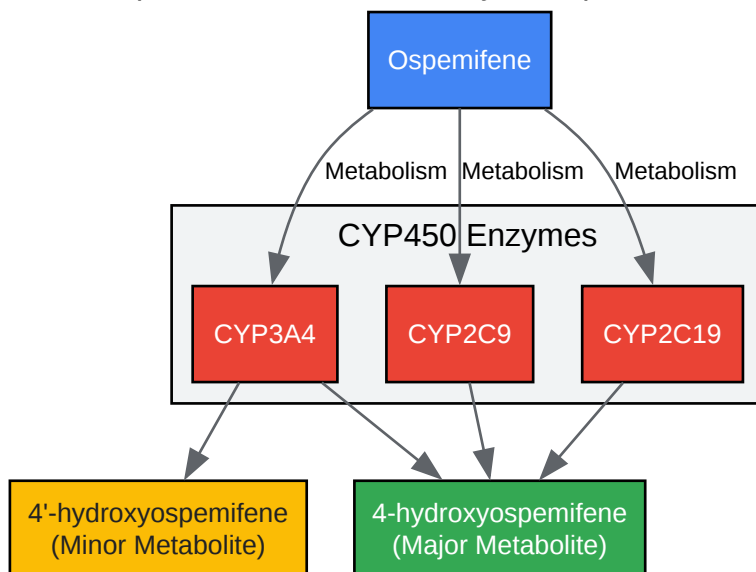 Ospemifene
Metabolism Metabolism Metabolism
CYP450 Enzymes
CYP3A4 CYP2C9 CYP2C19
4'-hydroxyospemifene
(Minor Metabolite)
4-hydroxyospemifene
(Major Metabolite)